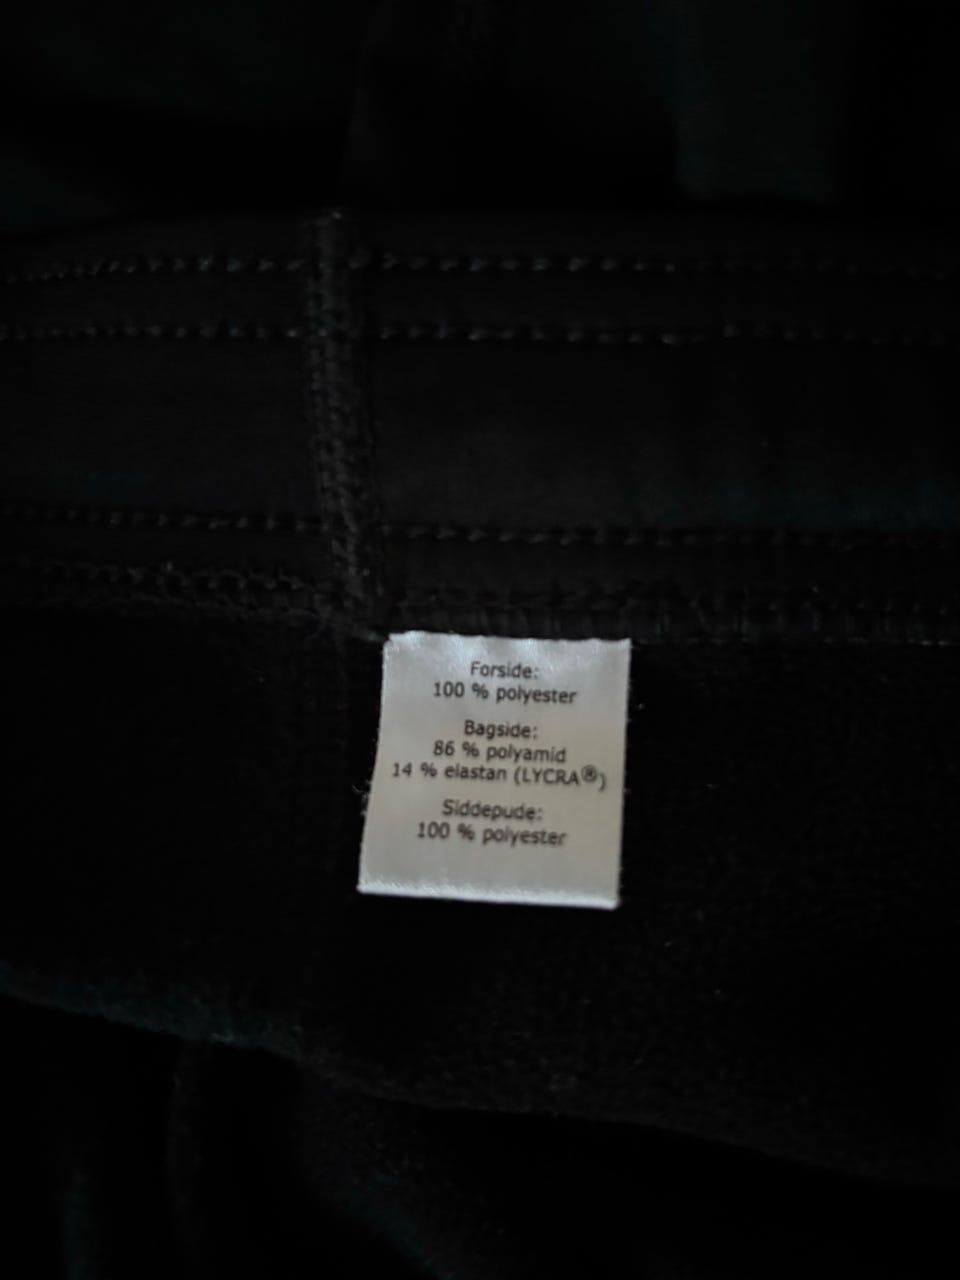 Forside:
100 % polyester
Bagside:
86 % polyamid
14 % elastan (LYCRA®)
Siddepude:
100 % polyester